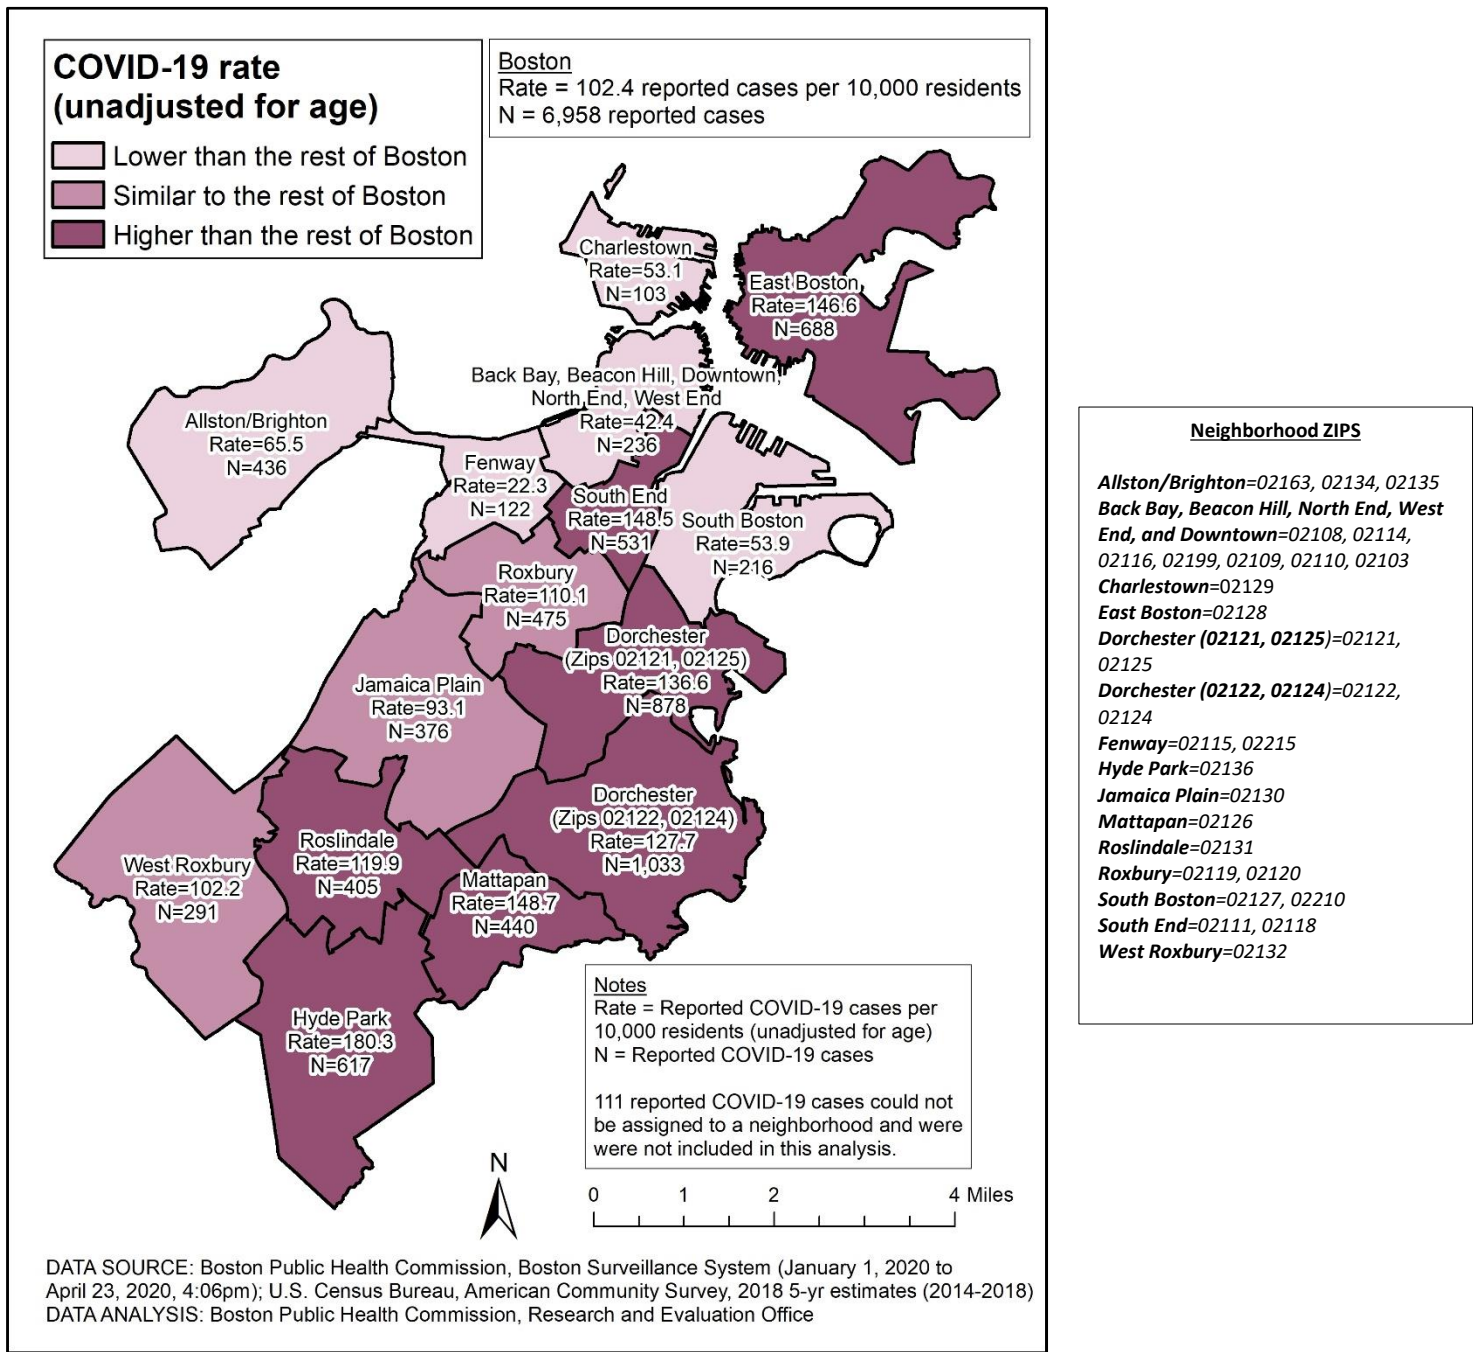 COVID-19 rate
(unadjusted for age)
Lower than the rest of Boston
Similar to the rest of Boston
Higher than the rest of Boston
Boston
Rate = 102.4 reported cases per 10,000 residents
N = 6,958 reported cases
Charlestown
Rate=53.1
N=103
East Boston
Rate=146.6
N=688
Back Bay, Beacon Hill, Downtown,
North End, West End
Rate=42.4
N=236
Allston/Brighton
Rate=65.5
N=436
Fenway
Rate=22.3
N=122
South End
Rate=148.5
N=531
South Boston
Rate=53.9
N=216
Roxbury
Rate=110.1
N=475
Dorchester
(Zips 02121, 02125)
Rate=136.6
N=878
Jamaica Plain
Rate=93.1
N=376
Dorchester
(Zips 02122, 02124)
Rate=127.7
N=1,033
Roslindale
Rate=119.9
N=405
West Roxbury
Rate=102.2
N=291
Mattapan
Rate=148.7
N=440
Hyde Park
Rate=180.3
N=617
Notes
Rate = Reported COVID-19 cases per
10,000 residents (unadjusted for age)
N = Reported COVID-19 cases
111 reported COVID-19 cases could not
be assigned to a neighborhood and were
were not included in this analysis.
N
0 1 2 4 Miles
DATA SOURCE: Boston Public Health Commission, Boston Surveillance System (January 1, 2020 to
April 23, 2020, 4:06pm); U.S. Census Bureau, American Community Survey, 2018 5-yr estimates (2014-2018)
DATA ANALYSIS: Boston Public Health Commission, Research and Evaluation Office
Neighborhood ZIPS
Allston/Brighton=02163, 02134, 02135
Back Bay, Beacon Hill, North End, West
End, and Downtown=02108, 02114,
02116, 02199, 02109, 02110, 02103
Charlestown=02129
East Boston=02128
Dorchester (02121, 02125)=02121,
02125
Dorchester (02122, 02124)=02122,
02124
Fenway=02115, 02215
Hyde Park=02136
Jamaica Plain=02130
Mattapan=02126
Roslindale=02131
Roxbury=02119, 02120
South Boston=02127, 02210
South End=02111, 02118
West Roxbury=02132